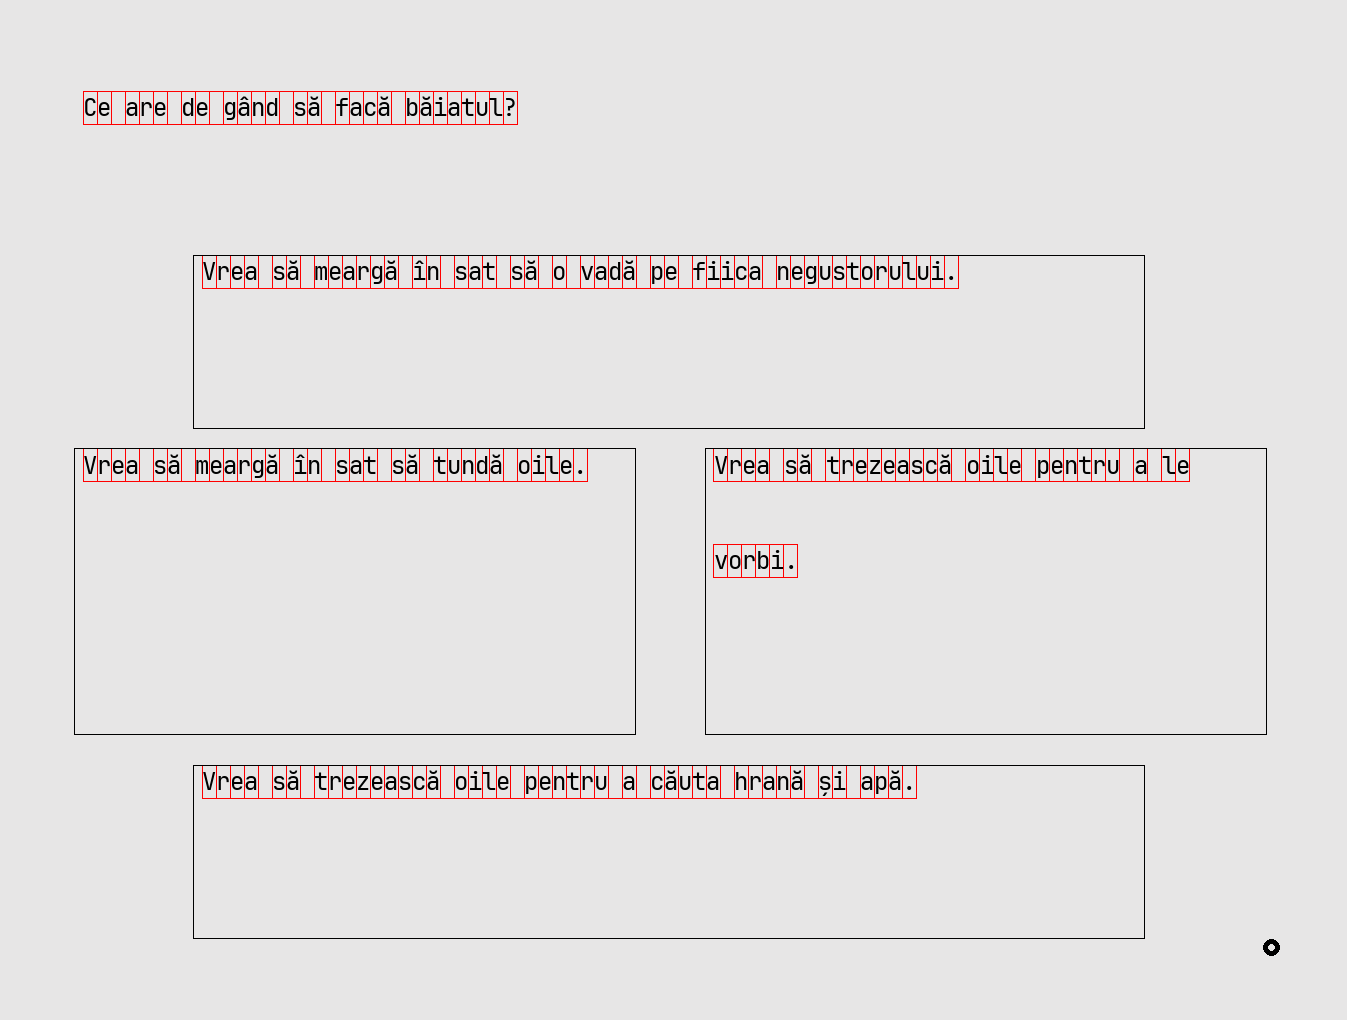 Ce are de gând să facă băiatul?
Vrea să meargă în sat să o vadă pe fiica negustorului.
Vrea să meargă în sat să tundă oile.
Vrea să trezească oile pentru a le
vorbi.
Vrea să trezească oile pentru a căuta hrană și apă.